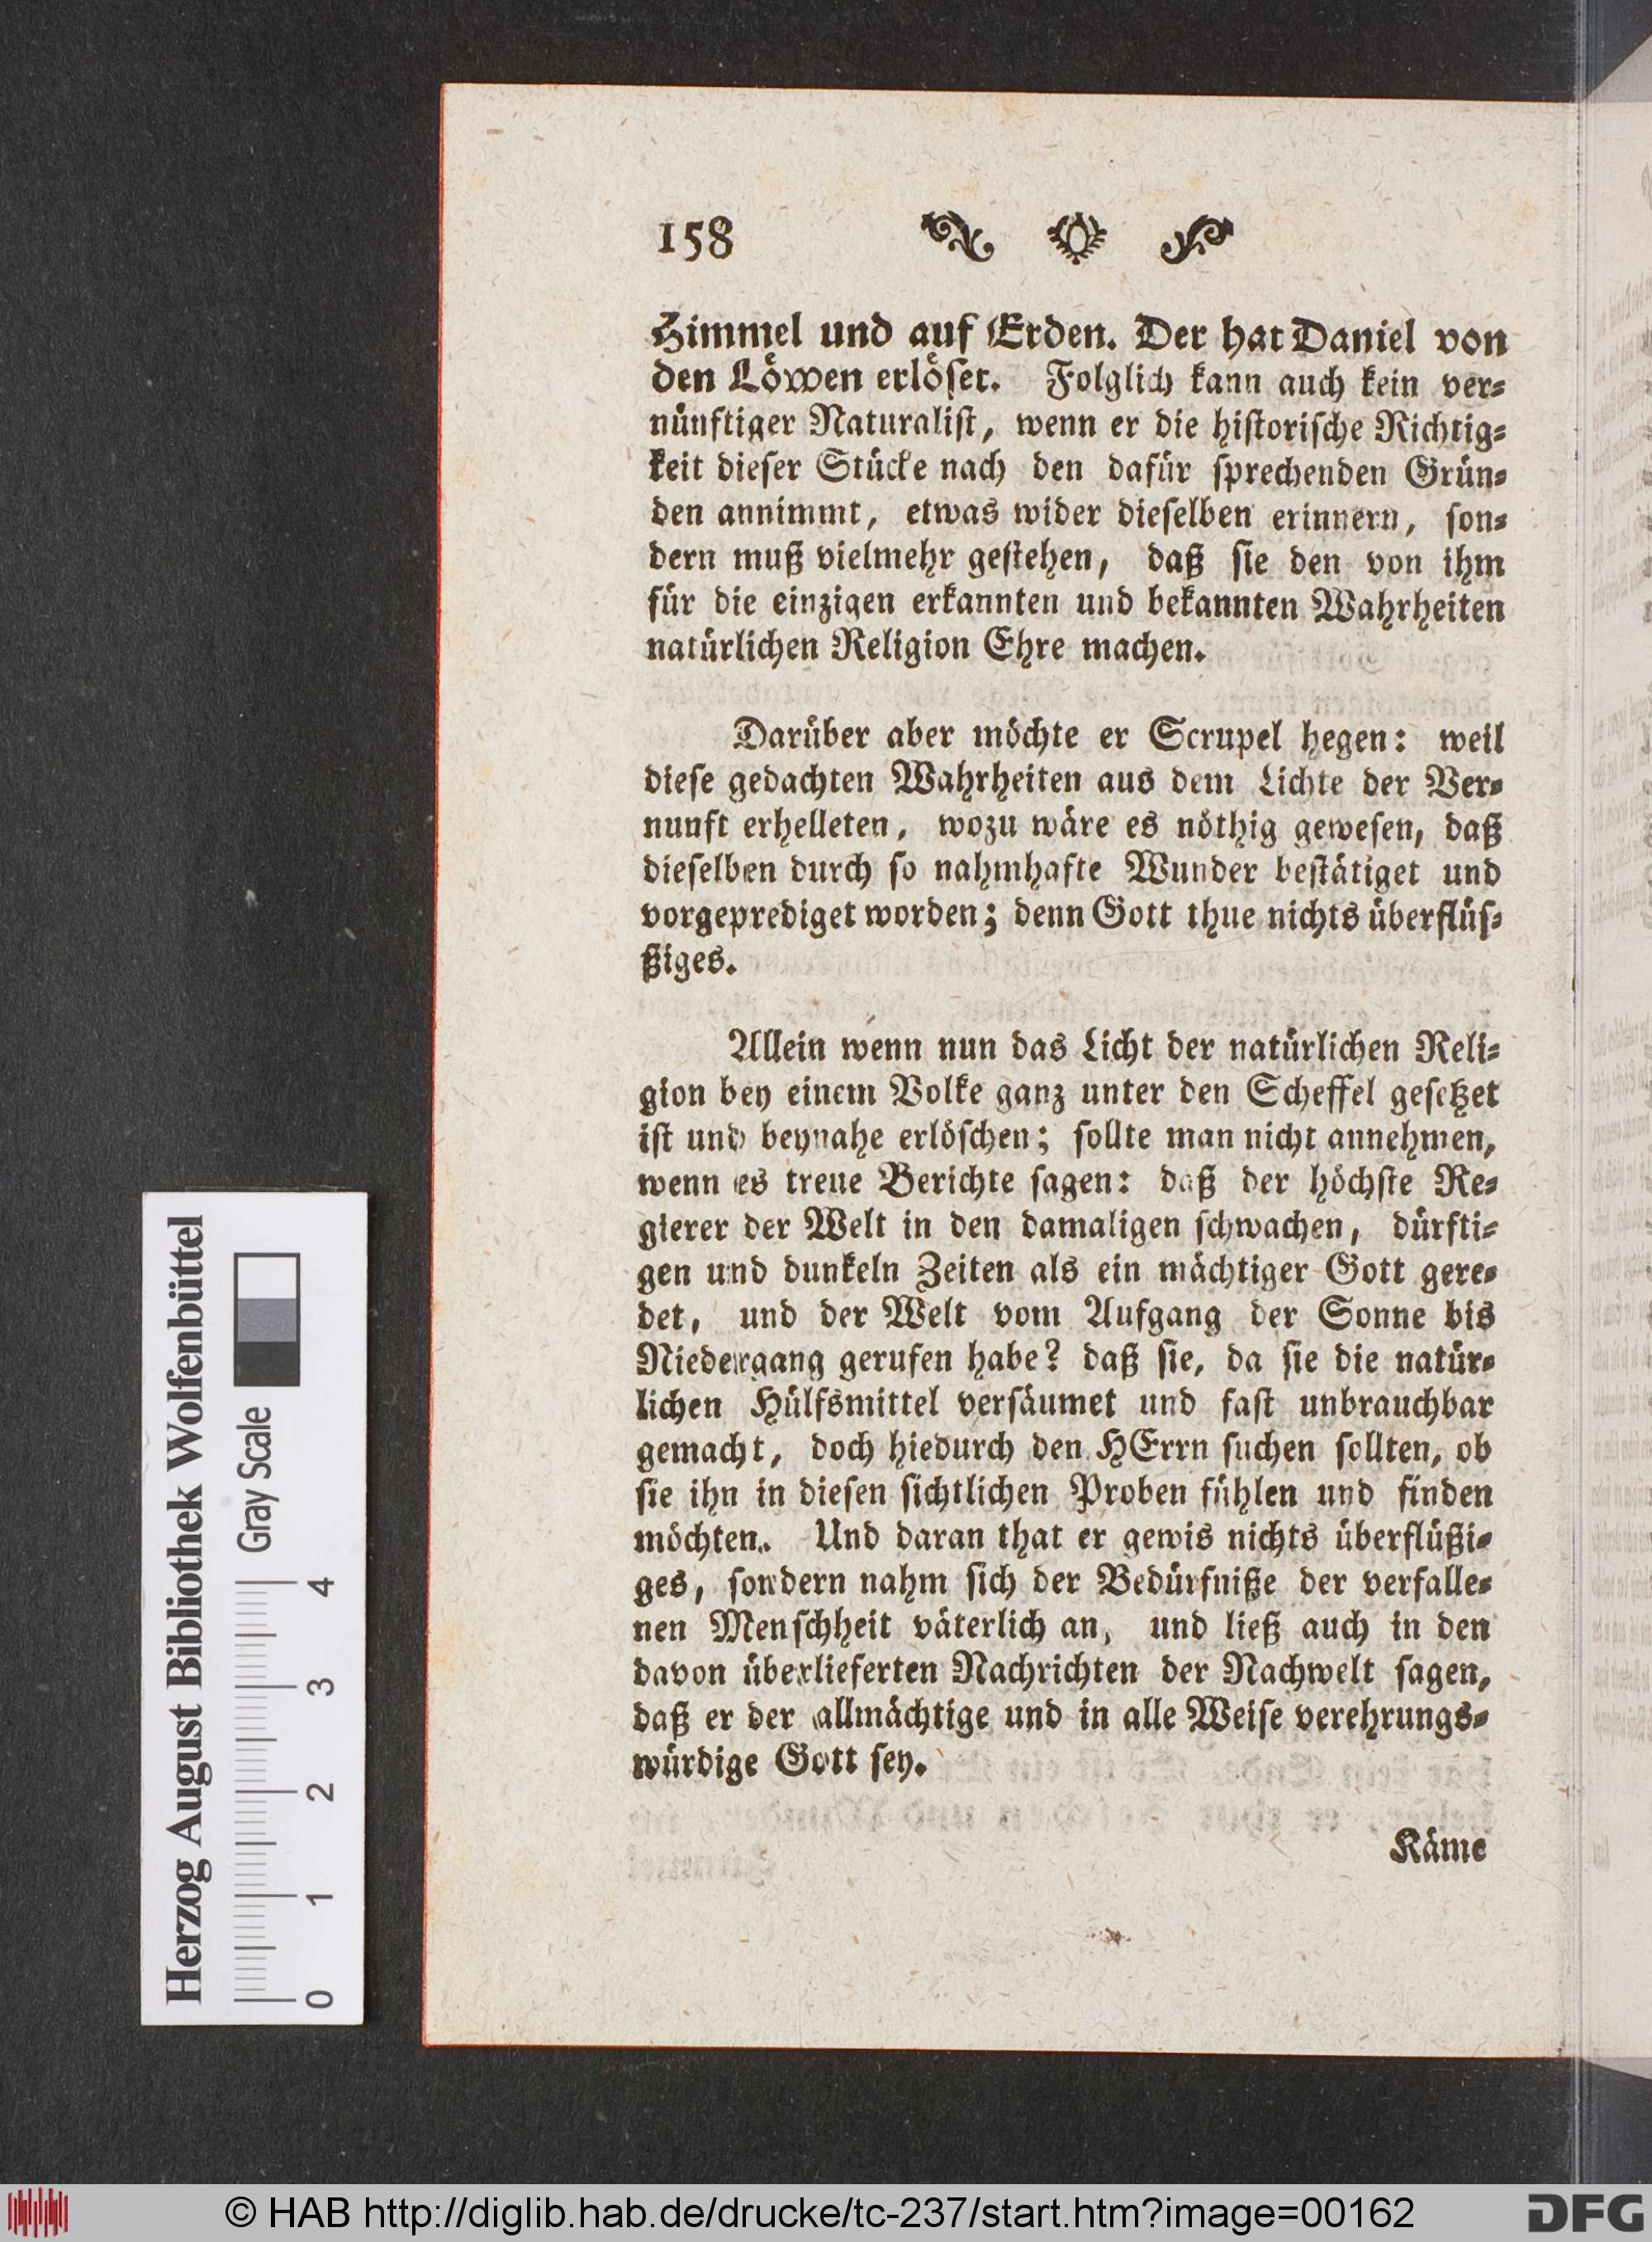 158
Himmel und auf Erden. Der hat Daniel von
den Löwen erlöset. Folglich kann auch kein ver⸗
nünftiger Naturalist, wenn er die historische Richtig⸗
keit dieser Stücke nach den dafür sprechenden Grün⸗
den annimmt, etwas wider dieselben erinnern, son⸗
dern muß vielmehr gestehen, daß sie den von ihm
für die einzigen erkannten und bekannten Wahrheiten
natürlichen Religion Ehre machen.
Darüber aber möchte er Scrupel hegen: weil
diese gedachten Wahrheiten aus dem Lichte der Ver⸗
nunft erhelleten, wozu wäre es nöthig gewesen, daß
dieselben durch so nahmhafte Wunder bestätiget und
vorgeprediget worden; denn Gott thue nichts überflüs⸗
ßiges.
Allein wenn nun das Licht der natürlichen Reli⸗
gion bey einem Volke ganz unter den Scheffel gesetzet
ist und beynahe erlöschen; sollte man nicht annehmen,
wenn es treue Berichte sagen: daß der höchste Re⸗
gierer der Welt in den damaligen schwachen, dürfti⸗
gen und dunkeln Zeiten als ein mächtiger Gott gere⸗
det, und der Welt vom Aufgang der Sonne bis
Niedergang gerufen habe? daß sie, da sie die natür⸗
lichen Hülfsmittel versäumet und fast unbrauchbar
gemacht, doch hiedurch den HErrn suchen sollten, ob
sie ihn in diesen sichtlichen Proben fühlen und finden
möchten. Und daran that er gewis nichts überflüßi⸗
ges, sondern nahm sich der Bedürfniße der verfalle⸗
nen Menschheit väterlich an, und ließ auch in den
davon überlieferten Nachrichten der Nachwelt sagen,
daß er der allmächtige und in alle Weise verehrungs⸗
würdige Gott sey.
Käme
Herzog August Bibliothek Wolfenbüttel
Gray Scale
0 1 2 3 4
© HAB http://diglib.hab.de/drucke/tc-237/start.htm?image=00162
DFG